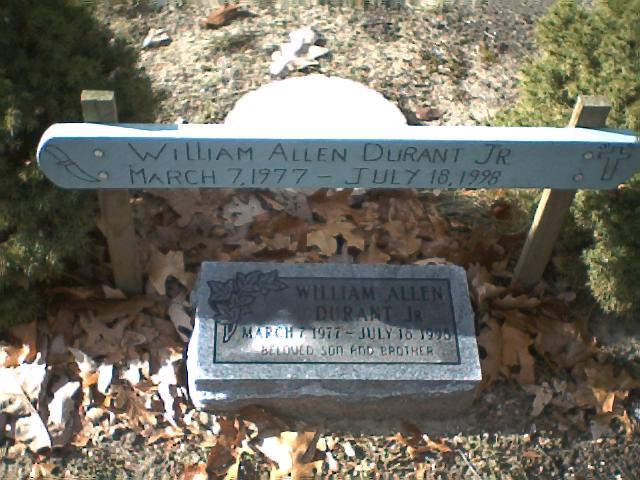 WILLIAM ALLEN DURANT JR
MARCH 7, 1977 - JULY 18, 1998
WILLIAM ALLEN
DURANT JR
MARCH 7 1977 - JULY 18, 1998
BELOVED SON AND BROTHER